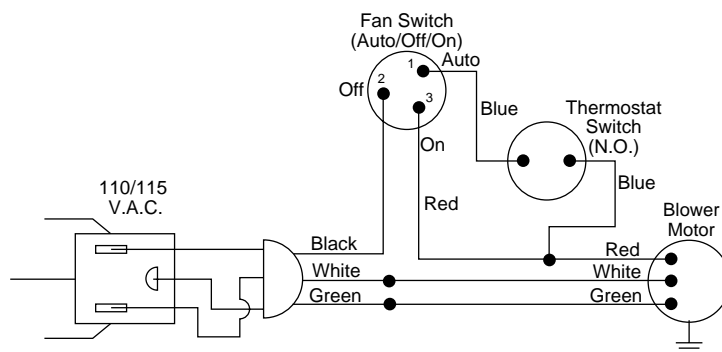 Fan Switch
(Auto/Off/On)
1
Auto
2
Off
3
On
Blue
Thermostat
Switch
(N.O.)
Blue
110/115
V.A.C.
Red
Blower
Motor
Black
Red
White
White
Green
Green